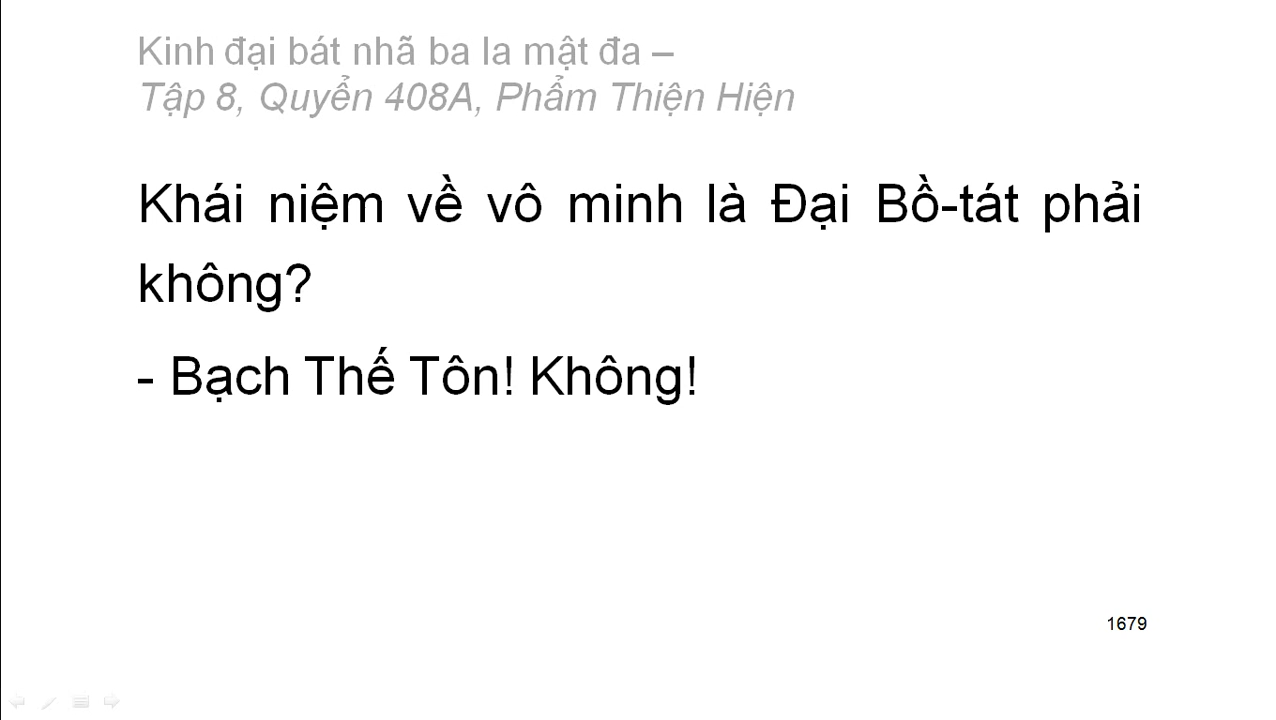 Kinh đại bát nhã ba la mật đa –
Tập 8, Quyển 408A, Phẩm Thiện Hiện
Khái niệm về vô minh là Đại Bồ-tát phải
không?
- Bạch Thế Tôn! Không!
1679